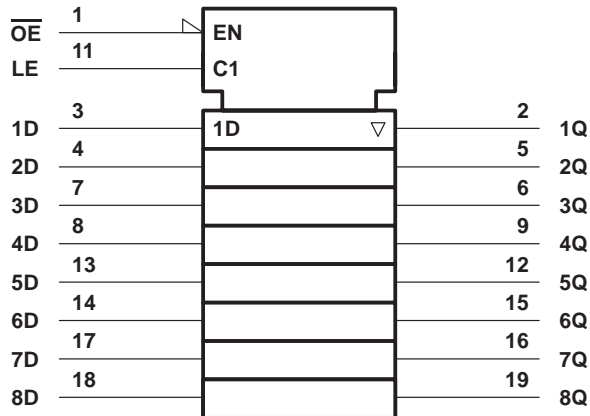 1
O̅E̅ EN
11
LE C1
3 2
1D 1D ▽ 1Q
4 5
2D 2Q
7 6
3D 3Q
8 9
4D 4Q
13 12
5D 5Q
14 15
6D 6Q
17 16
7D 7Q
18 19
8D 8Q